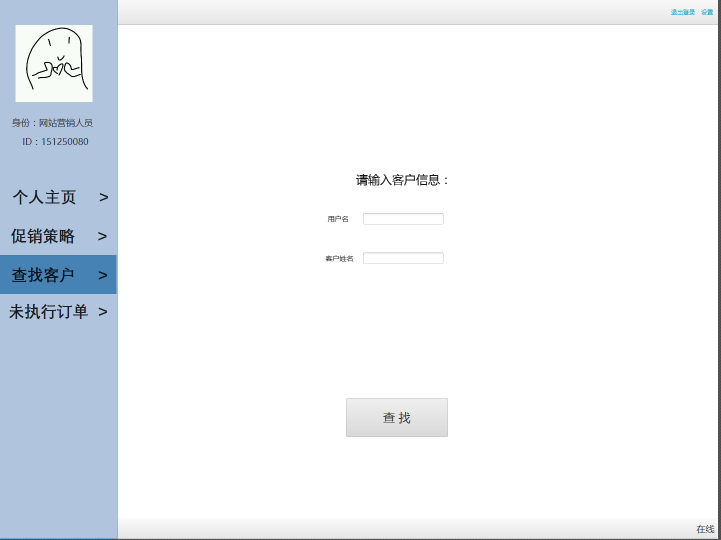 退出登录 设置
身份：网站营销人员
ID：151250080
个人主页 >
促销策略 >
查找客户 >
未执行订单 >
请输入客户信息：
用户名
客户姓名
查 找
在线